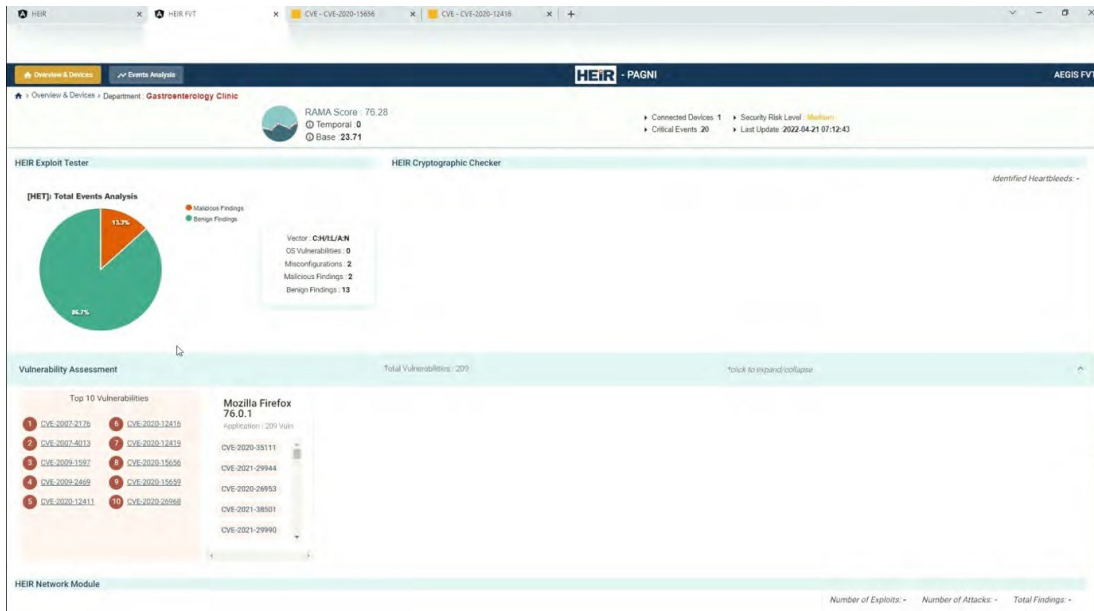 HEIR
HEIR FVT
CVE - CVE-2020-15656
CVE - CVE-2020-12416
Overview & Devices
Events Analysis
HEIR - PAGNI
AEGIS FVT
> Overview & Devices > Department : Gastroenterology Clinic
RAMA Score : 76.28
Temporal :0
Base :23.71
Connected Devices :1
Security Risk Level : Medium
Critical Events :20
Last Update :2022-04-21 07:12:43
HEIR Exploit Tester
HEIR Cryptographic Checker
Identified Heartbleeds: -
[HET]: Total Events Analysis
Malicious Findings
Benign Findings
13.3%
86.7%
Vector : C:H/I:L/A:N
OS Vulnerabilities : 0
Misconfigurations : 2
Malicious Findings : 2
Benign Findings : 13
Vulnerability Assessment
Total Vulnerabilities : 209
*click to expand/collapse
Top 10 Vulnerabilities
1 CVE-2007-2176
2 CVE-2007-4013
3 CVE-2009-1597
4 CVE-2009-2469
5 CVE-2020-12411
6 CVE-2020-12416
7 CVE-2020-12419
8 CVE-2020-15656
9 CVE-2020-15659
10 CVE-2020-26968
Mozilla Firefox
76.0.1
Application : 209 Vuln
CVE-2020-35111
CVE-2021-29944
CVE-2020-26953
CVE-2021-38501
CVE-2021-29990
HEIR Network Module
Number of Exploits: -
Number of Attacks: -
Total Findings: -